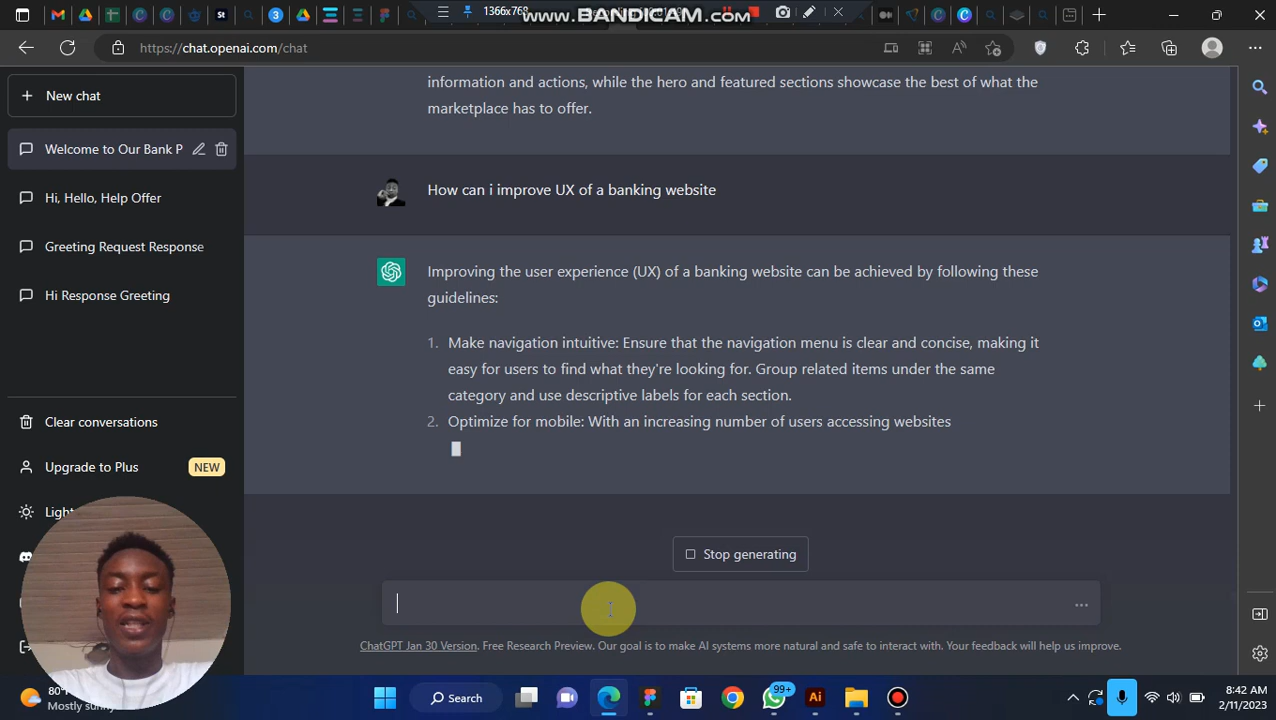 1366x768
www.BANDICAM.com
https://chat.openai.com/chat
New chat
Welcome to Our Bank P
Hi, Hello, Help Offer
Greeting Request Response
Hi Response Greeting
Clear conversations
Upgrade to Plus NEW
Light
information and actions, while the hero and featured sections showcase the best of what the
marketplace has to offer.
How can i improve UX of a banking website
Improving the user experience (UX) of a banking website can be achieved by following these
guidelines:
1. Make navigation intuitive: Ensure that the navigation menu is clear and concise, making it
easy for users to find what they're looking for. Group related items under the same
category and use descriptive labels for each section.
2. Optimize for mobile: With an increasing number of users accessing websites
Stop generating
ChatGPT Jan 30 Version. Free Research Preview. Our goal is to make AI systems more natural and safe to interact with. Your feedback will help us improve.
Mostly sunny
Search
99+
Ai
8:42 AM
2/11/2023